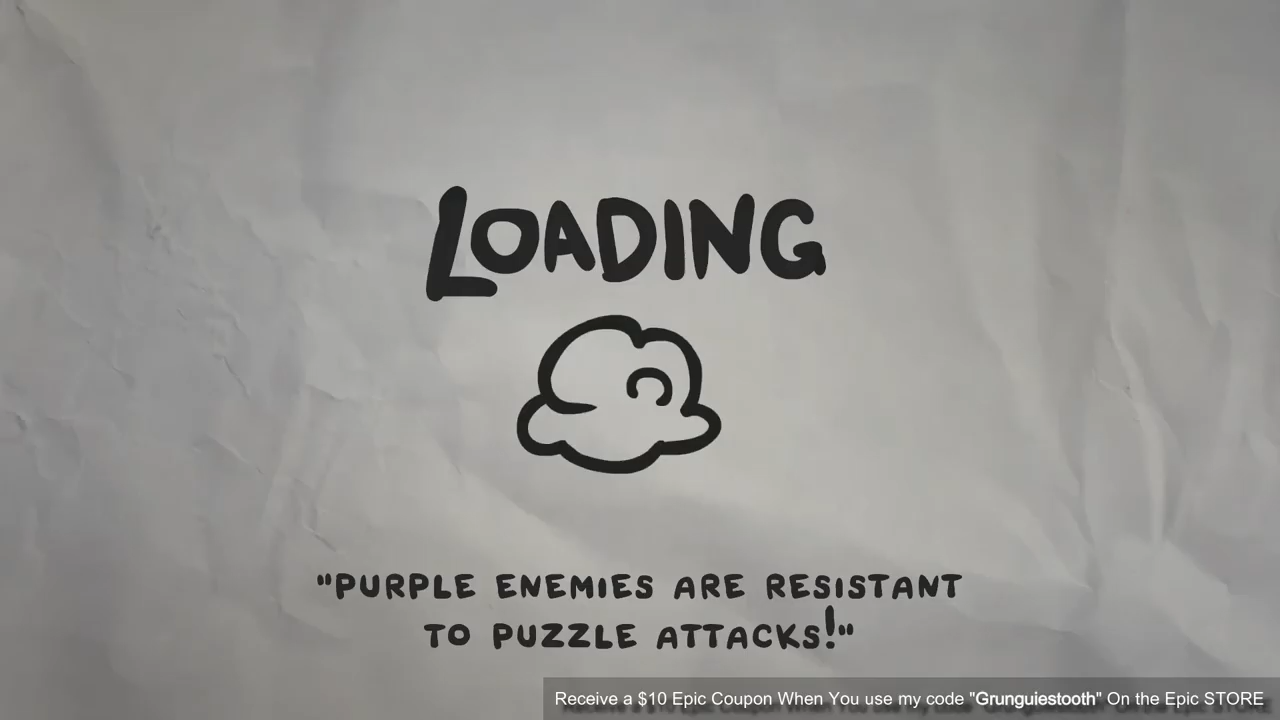 LOADING
"PURPLE ENEMIES ARE RESISTANT
TO PUZZLE ATTACKS!"
Receive a $10 Epic Coupon When You use my code "Grunguiestooth" On the Epic STORE